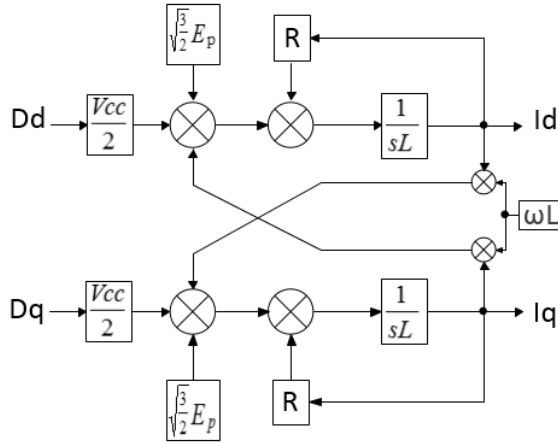 √3/2 Ep
R
Dd
Vcc/2
1/sL
Id
ωL
Dq
Vcc/2
1/sL
Iq
√3/2 Ep
R